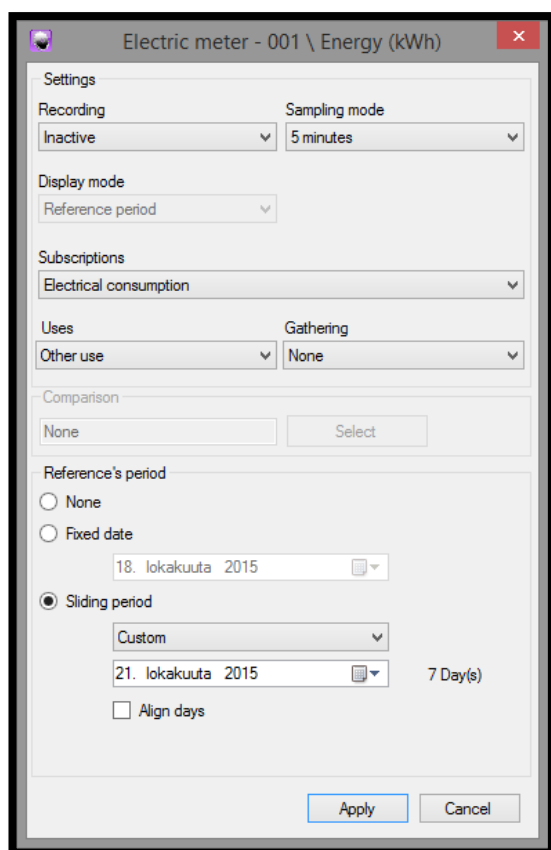 Electric meter - 001 \ Energy (kWh)
Settings
Recording Sampling mode
Inactive 5 minutes
Display mode
Reference period
Subscriptions
Electrical consumption
Uses Gathering
Other use None
Comparison
None Select
Reference's period
None
Fixed date
18. lokakuuta 2015
Sliding period
Custom
21. lokakuuta 2015 7 Day(s)
Align days
Apply Cancel